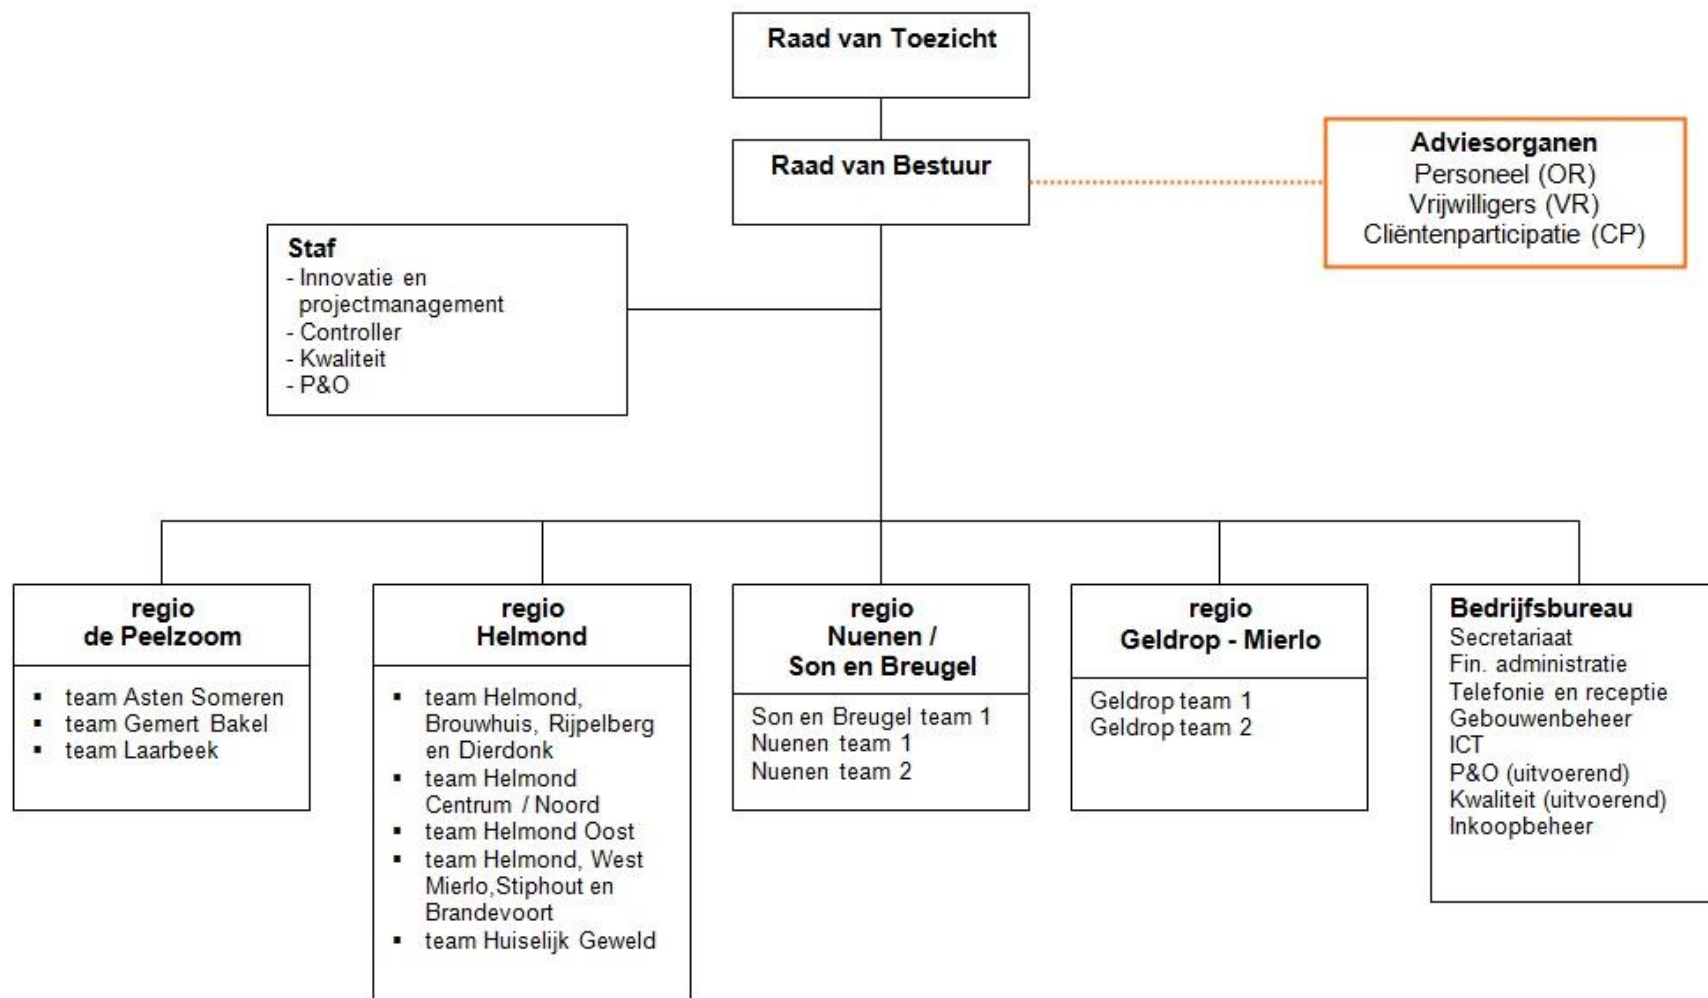 Raad van Toezicht
Raad van Bestuur
Adviesorganen
Personeel (OR)
Vrijwilligers (VR)
Cliëntenparticipatie (CP)
Staf
- Innovatie en
projectmanagement
- Controller
- Kwaliteit
- P&O
regio
de Peelzoom
▪ team Asten Someren
▪ team Gemert Bakel
▪ team Laarbeek
regio
Helmond
▪ team Helmond,
Brouwhuis, Rijpelberg
en Dierdonk
▪ team Helmond
Centrum / Noord
▪ team Helmond Oost
▪ team Helmond, West
Mierlo,Stiphout en
Brandevoort
▪ team Huiselijk Geweld
regio
Nuenen /
Son en Breugel
Son en Breugel team 1
Nuenen team 1
Nuenen team 2
regio
Geldrop - Mierlo
Geldrop team 1
Geldrop team 2
Bedrijfsbureau
Secretariaat
Fin. administratie
Telefonie en receptie
Gebouwenbeheer
ICT
P&O (uitvoerend)
Kwaliteit (uitvoerend)
Inkoopbeheer